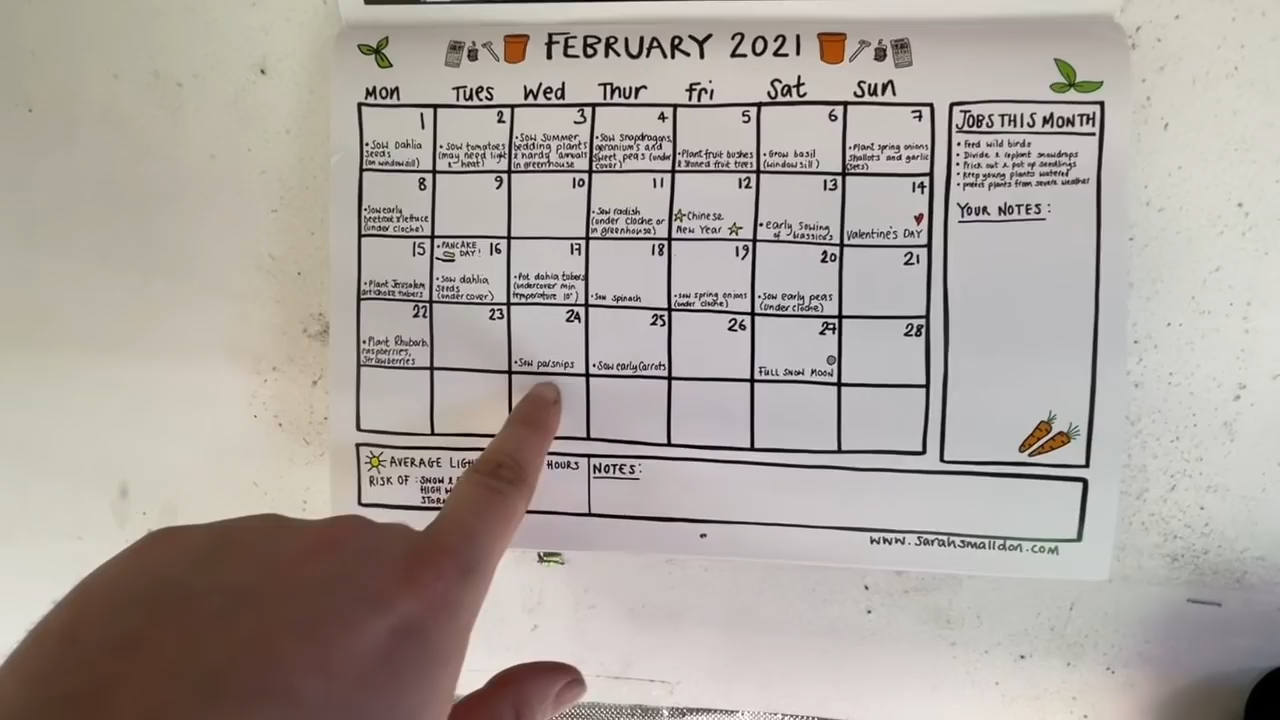 FEBRUARY 2021
MON Tues Wed Thur Fri Sat Sun
1
• Sow Dahlia
seeds
(on windowsill)
2
• Sow tomatoes
(may need light
& heat)
3
• Sow Summer
bedding plants
& hardy annuals
in greenhouse
4
• Sow snapdragons,
geraniums and
sweet peas (under
cover)
5
• Plant fruit bushes
& stoned fruit trees
6
• Grow basil
(windowsill)
7
• Plant spring onions
shallots and garlic
(sets)
8
• Sow early
beetroot & lettuce
(under cloche)
9
10
11
• Sow radish
(under cloche or
in greenhouse)
12
Chinese
New Year
13
• early Sowing
of brassicas
14
Valentine's DAY
15
• Plant Jerusalem
artichoke tubers
• PANCAKE
DAY! 16
• Sow dahlia
seeds
(under cover)
17
• Pot dahlia tubers
(undercover min
temperature 10°)
18
• Sow spinach
19
• Sow spring onions
(under cloche)
20
• Sow early peas
(under cloche)
21
22
• Plant Rhubarb,
raspberries,
Strawberries
23
24
• Sow parsnips
25
• Sow early Carrots
26
27
FULL SNOW MOON
28
JOBS THIS MONTH
• Feed wild birds
• Divide & replant snowdrops
• Prick out & pot up seedlings
• Keep young plants watered
• protect plants from severe weather
YOUR NOTES:
AVERAGE HOURS
RISK OF : SNOW &
HIGH
NOTES:
www.sarahsmalldon.com